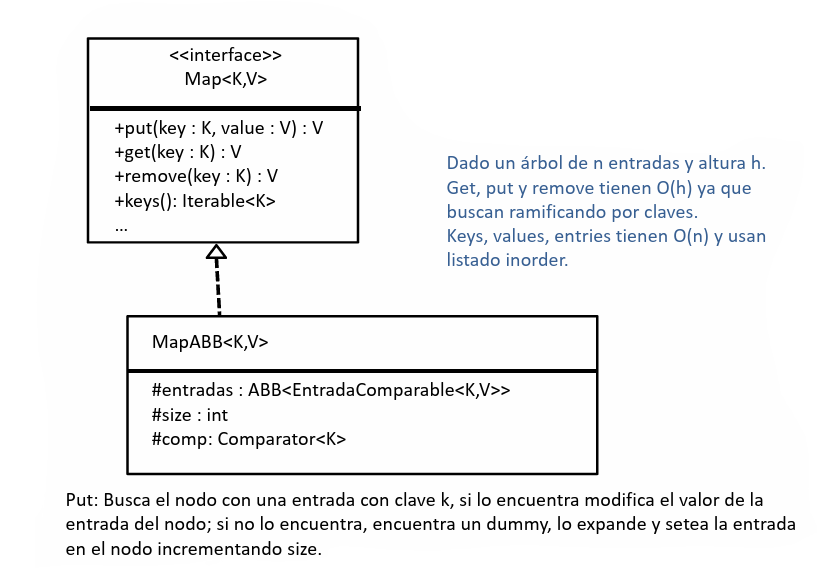 <<interface>>
Map<K,V>
+put(key : K, value : V) : V
+get(key : K) : V
+remove(key : K) : V
+keys(): Iterable<K>
...
Dado un árbol de n entradas y altura h.
Get, put y remove tienen O(h) ya que
buscan ramificando por claves.
Keys, values, entries tienen O(n) y usan
listado inorder.
MapABB<K,V>
#entradas : ABB<EntradaComparable<K,V>>
#size : int
#comp: Comparator<K>
Put: Busca el nodo con una entrada con clave k, si lo encuentra modifica el valor de la
entrada del nodo; si no lo encuentra, encuentra un dummy, lo expande y setea la entrada
en el nodo incrementando size.